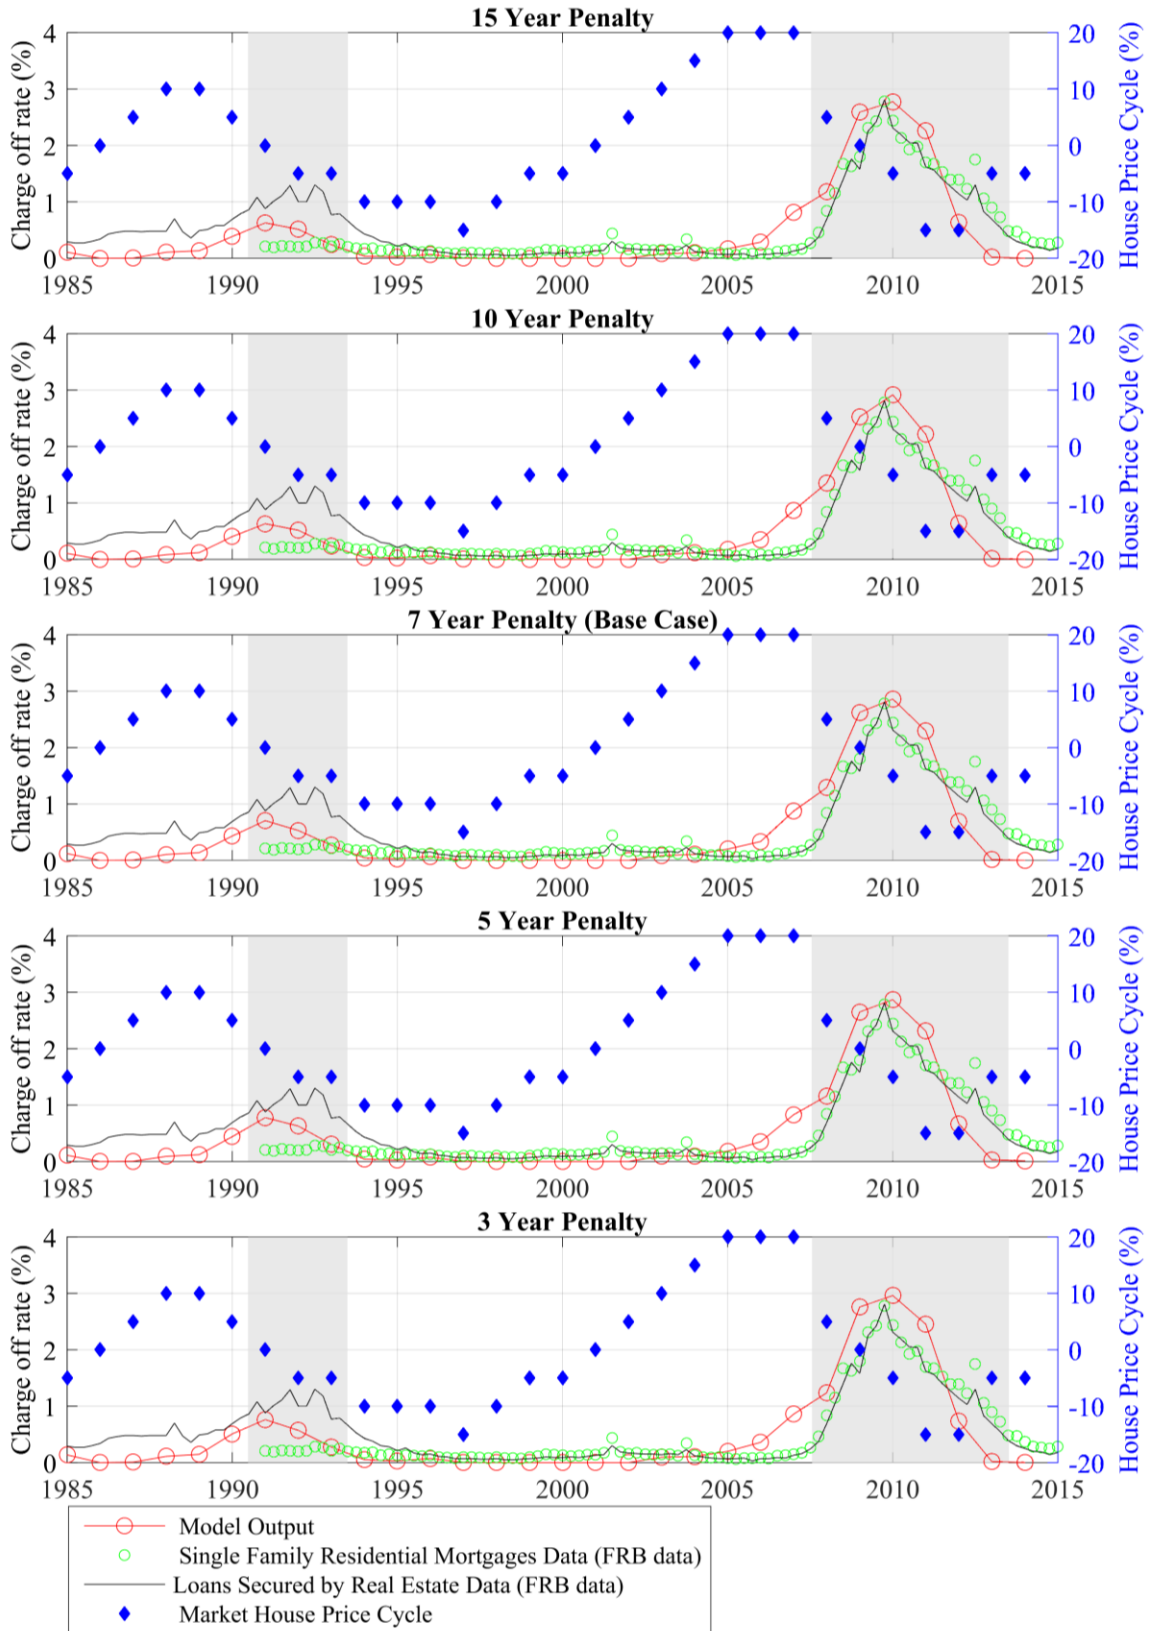 15 Year Penalty
Charge off rate (%)
4
3
2
1
0
20
10
0
-10
-20
House Price Cycle (%)
1985 1990 1995 2000 2005 2010 2015
10 Year Penalty
Charge off rate (%)
4
3
2
1
0
20
10
0
-10
-20
House Price Cycle (%)
1985 1990 1995 2000 2005 2010 2015
7 Year Penalty (Base Case)
Charge off rate (%)
4
3
2
1
0
20
10
0
-10
-20
House Price Cycle (%)
1985 1990 1995 2000 2005 2010 2015
5 Year Penalty
Charge off rate (%)
4
3
2
1
0
20
10
0
-10
-20
House Price Cycle (%)
1985 1990 1995 2000 2005 2010 2015
3 Year Penalty
Charge off rate (%)
4
3
2
1
0
20
10
0
-10
-20
House Price Cycle (%)
1985 1990 1995 2000 2005 2010 2015
Model Output
Single Family Residential Mortgages Data (FRB data)
Loans Secured by Real Estate Data (FRB data)
Market House Price Cycle